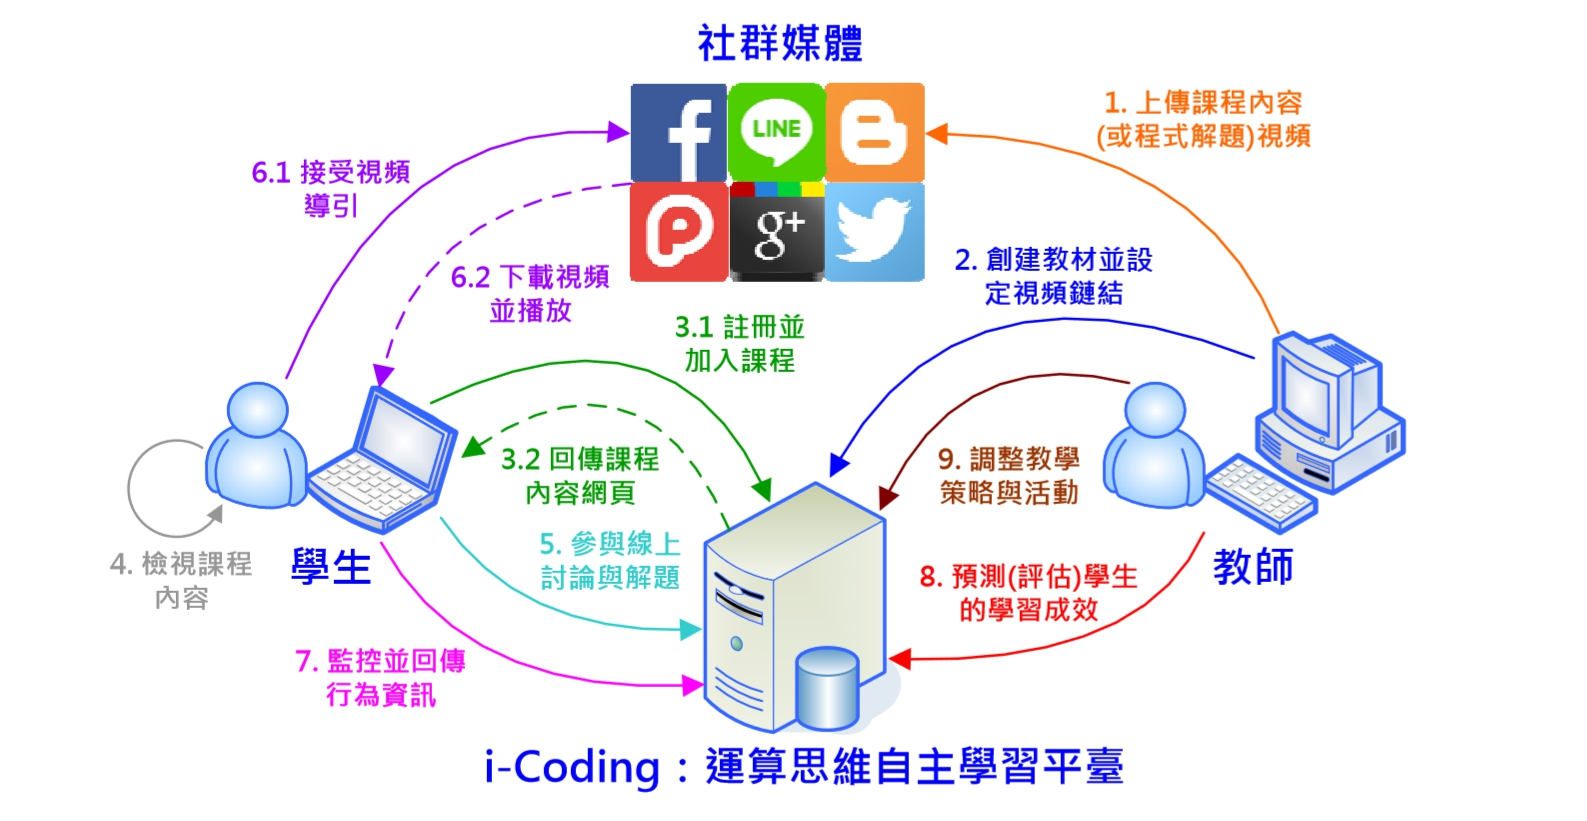 社群媒體
f
LINE
B
P
g+
1. 上傳課程內容
(或程式解題)視頻
6.1 接受視頻
導引
6.2 下載視頻
並播放
2. 創建教材並設
定視頻鏈結
3.1 註冊並
加入課程
3.2 回傳課程
內容網頁
9. 調整教學
策略與活動
4. 檢視課程
內容
學生
5. 參與線上
討論與解題
教師
8. 預測(評估)學生
的學習成效
7. 監控並回傳
行為資訊
i-Coding：運算思維自主學習平臺